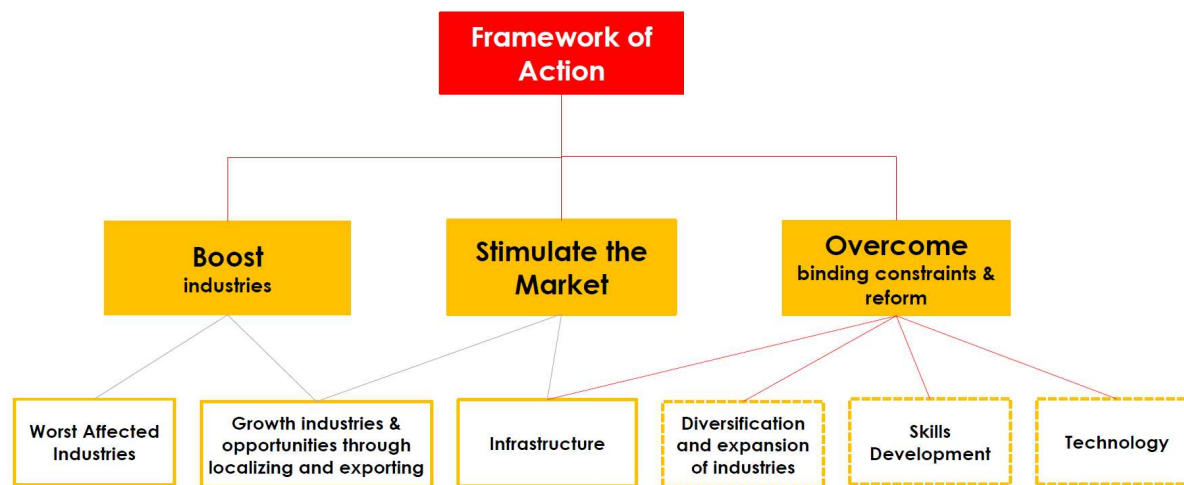 Framework of
Action
Boost
industries
Stimulate the
Market
Overcome
binding constraints &
reform
Worst Affected
Industries
Growth industries &
opportunities through
localizing and exporting
Infrastructure
Diversification
and expansion
of industries
Skills
Development
Technology